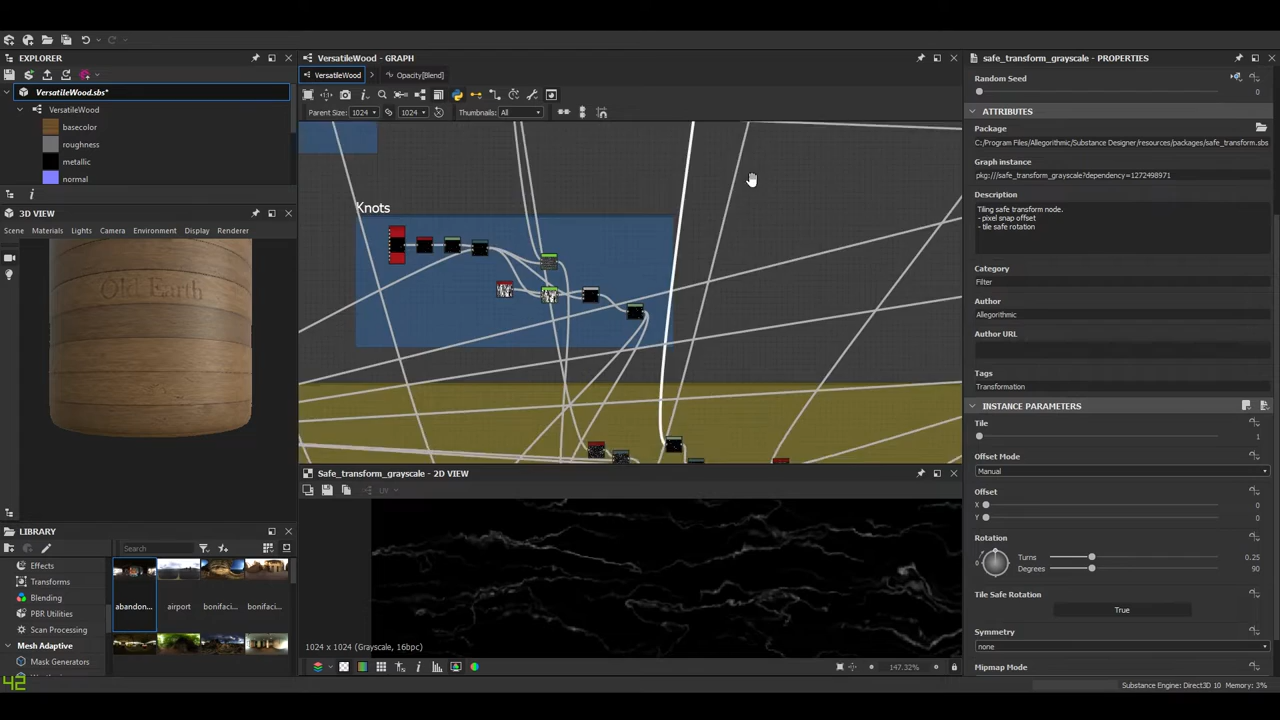 EXPLORER
VersatileWood.sbs*
VersatileWood
basecolor
roughness
metallic
normal
3D VIEW
Scene
Materials
Lights
Camera
Environment
Display
Renderer
Old Earth
LIBRARY
Search
Effects
Transforms
Blending
PBR Utilities
Scan Processing
Mesh Adaptive
Mask Generators
abandon...
airport
bonifaci...
bonifaci...
42
VersatileWood - GRAPH
VersatileWood
Opacity[Blend]
Parent Size: 1024
1024
Thumbnails: All
Knots
Safe_transform_grayscale - 2D VIEW
UV
1024 x 1024 (Grayscale, 16bpc)
147.32%
safe_transform_grayscale - PROPERTIES
Random Seed
0
ATTRIBUTES
Package
C:/Program Files/Allegorithmic/Substance Designer/resources/packages/safe_transform.sbs
Graph instance
pkg:///safe_transform_grayscale?dependency=1272498971
Description
Tiling safe transform node.
- pixel snap offset
- tile safe rotation
Category
Filter
Author
Allegorithmic
Author URL
Tags
Transformation
INSTANCE PARAMETERS
Tile
1
Offset Mode
Manual
Offset
X
0
Y
0
Rotation
0
Turns
0.25
Degrees
90
Tile Safe Rotation
True
Symmetry
none
Mipmap Mode
Substance Engine: Direct3D 10 Memory: 3%